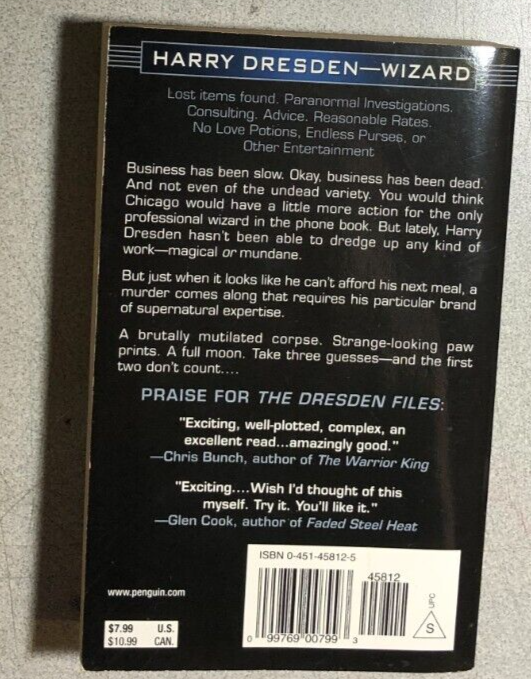 HARRY DRESDEN—WIZARD
Lost items found. Paranormal Investigations.
Consulting. Advice. Reasonable Rates.
No Love Potions, Endless Purses, or
Other Entertainment
Business has been slow. Okay, business has been dead.
And not even of the undead variety. You would think
Chicago would have a little more action for the only
professional wizard in the phone book. But lately, Harry
Dresden hasn't been able to dredge up any kind of
work—magical or mundane.
But just when it looks like he can't afford his next meal, a
murder comes along that requires his particular brand
of supernatural expertise.
A brutally mutilated corpse. Strange-looking paw
prints. A full moon. Take three guesses—and the first
two don't count....
PRAISE FOR THE DRESDEN FILES:
"Exciting, well-plotted, complex, an
excellent read...amazingly good."
—Chris Bunch, author of The Warrior King
"Exciting....Wish I'd thought of this
myself. Try it. You'll like it."
—Glen Cook, author of Faded Steel Heat
ISBN 0-451-45812-5
45812
0 99769 00799 3
UPC
S
www.penguin.com
$7.99 U.S.
$10.99 CAN.